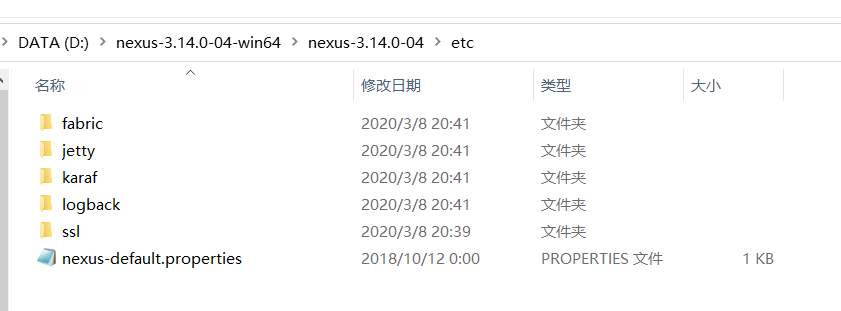 DATA (D:) > nexus-3.14.0-04-win64 > nexus-3.14.0-04 > etc
名称 修改日期 类型 大小
fabric 2020/3/8 20:41 文件夹
jetty 2020/3/8 20:41 文件夹
karaf 2020/3/8 20:41 文件夹
logback 2020/3/8 20:41 文件夹
ssl 2020/3/8 20:39 文件夹
nexus-default.properties 2018/10/12 0:00 PROPERTIES 文件 1 KB